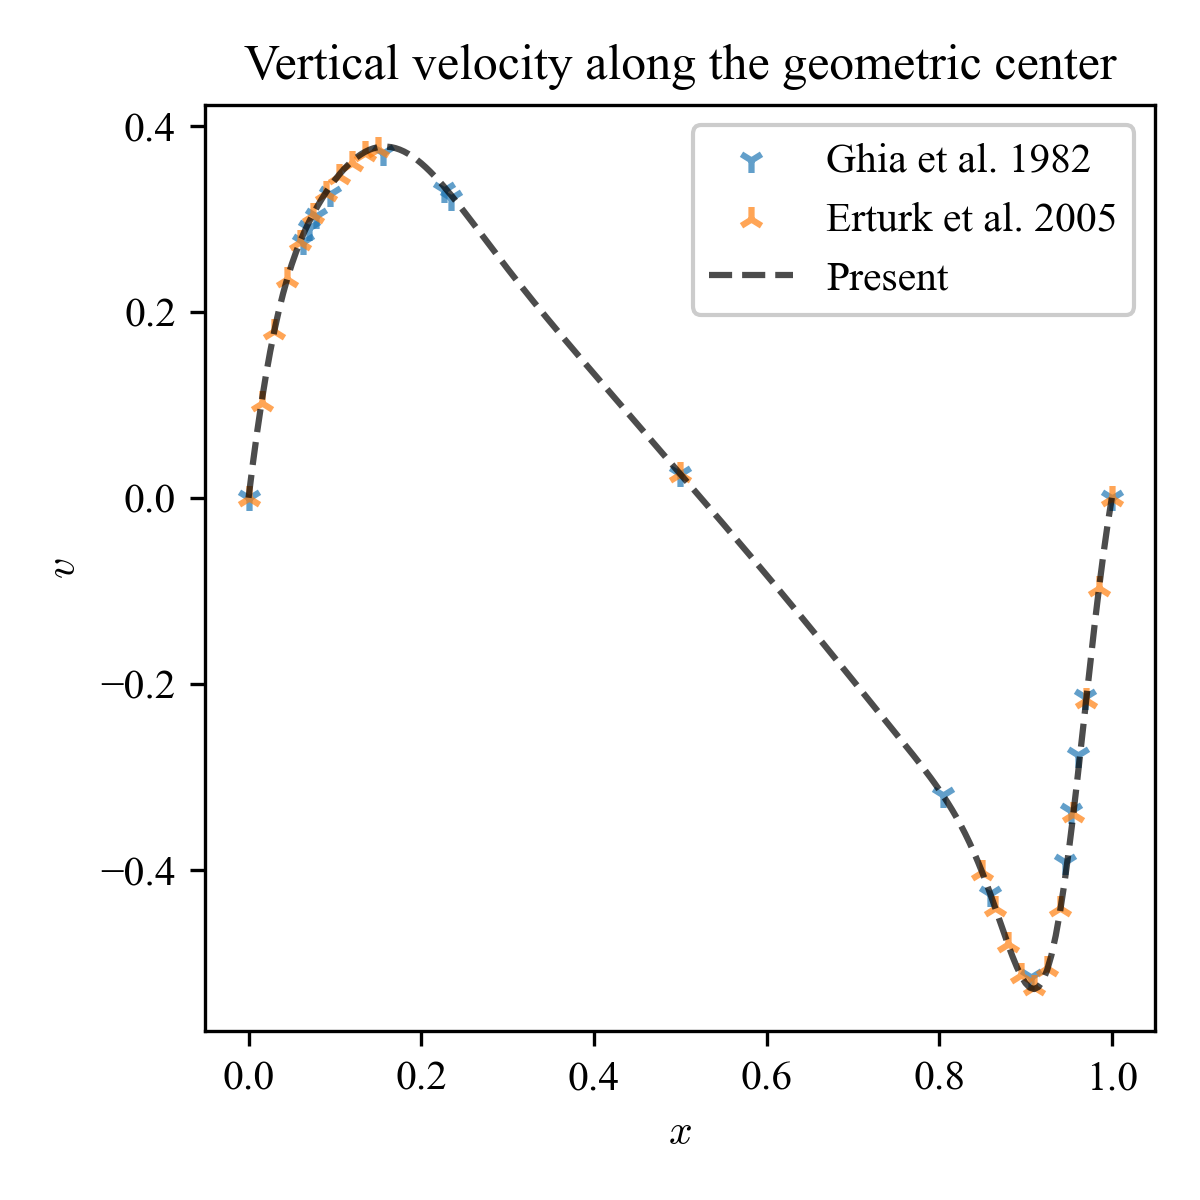 Vertical velocity along the geometric center
Ghia et al. 1982
Erturk et al. 2005
Present
0.4
0.2
0.0
−0.2
−0.4
v
0.0 0.2 0.4 0.6 0.8 1.0
x